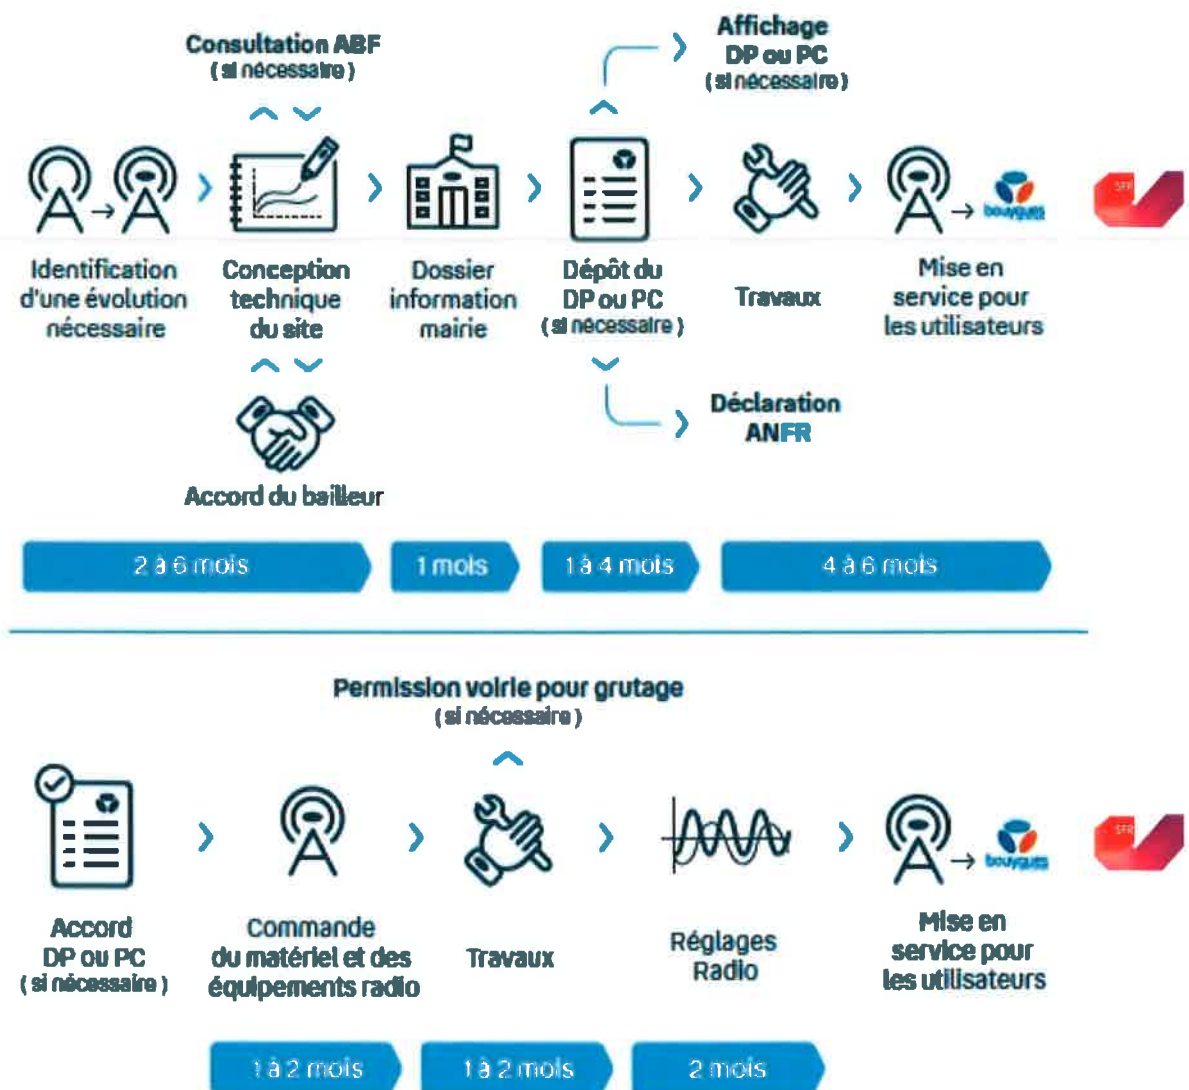 Consultation ABF
( si nécessaire )
Affichage
DP ou PC
( si nécessaire )
bouygues
SFR
Identification
d'une évolution
nécessaire
Conception
technique
du site
Dossier
information
mairie
Dépôt du
DP ou PC
( si nécessaire )
Travaux
Mise en
service pour
les utilisateurs
Déclaration
ANFR
Accord du bailleur
2 à 6 mois
1 mois
1 à 4 mois
4 à 6 mois
Permission voirie pour grutage
( si nécessaire )
bouygues
SFR
Accord
DP ou PC
( si nécessaire )
Commande
du matériel et des
équipements radio
Travaux
Réglages
Radio
Mise en
service pour
les utilisateurs
1 à 2 mois
1 à 2 mois
2 mois